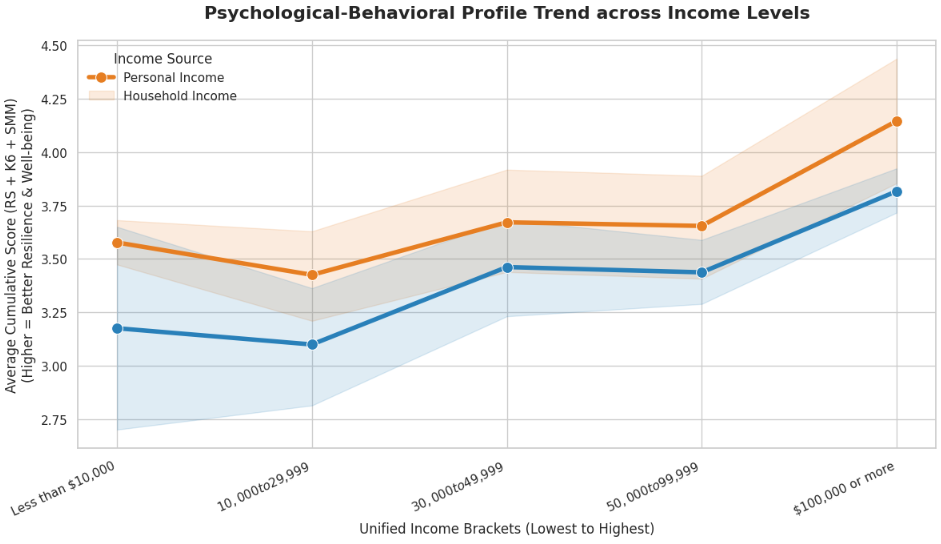 Psychological-Behavioral Profile Trend across Income Levels
Average Cumulative Score (RS + K6 + SMM)
(Higher = Better Resilience & Well-being)
4.50
4.25
4.00
3.75
3.50
3.25
3.00
2.75
Income Source
Personal Income
Household Income
Less than $10,000
10,000to29,999
30,000to49,999
50,000to99,999
$100,000 or more
Unified Income Brackets (Lowest to Highest)